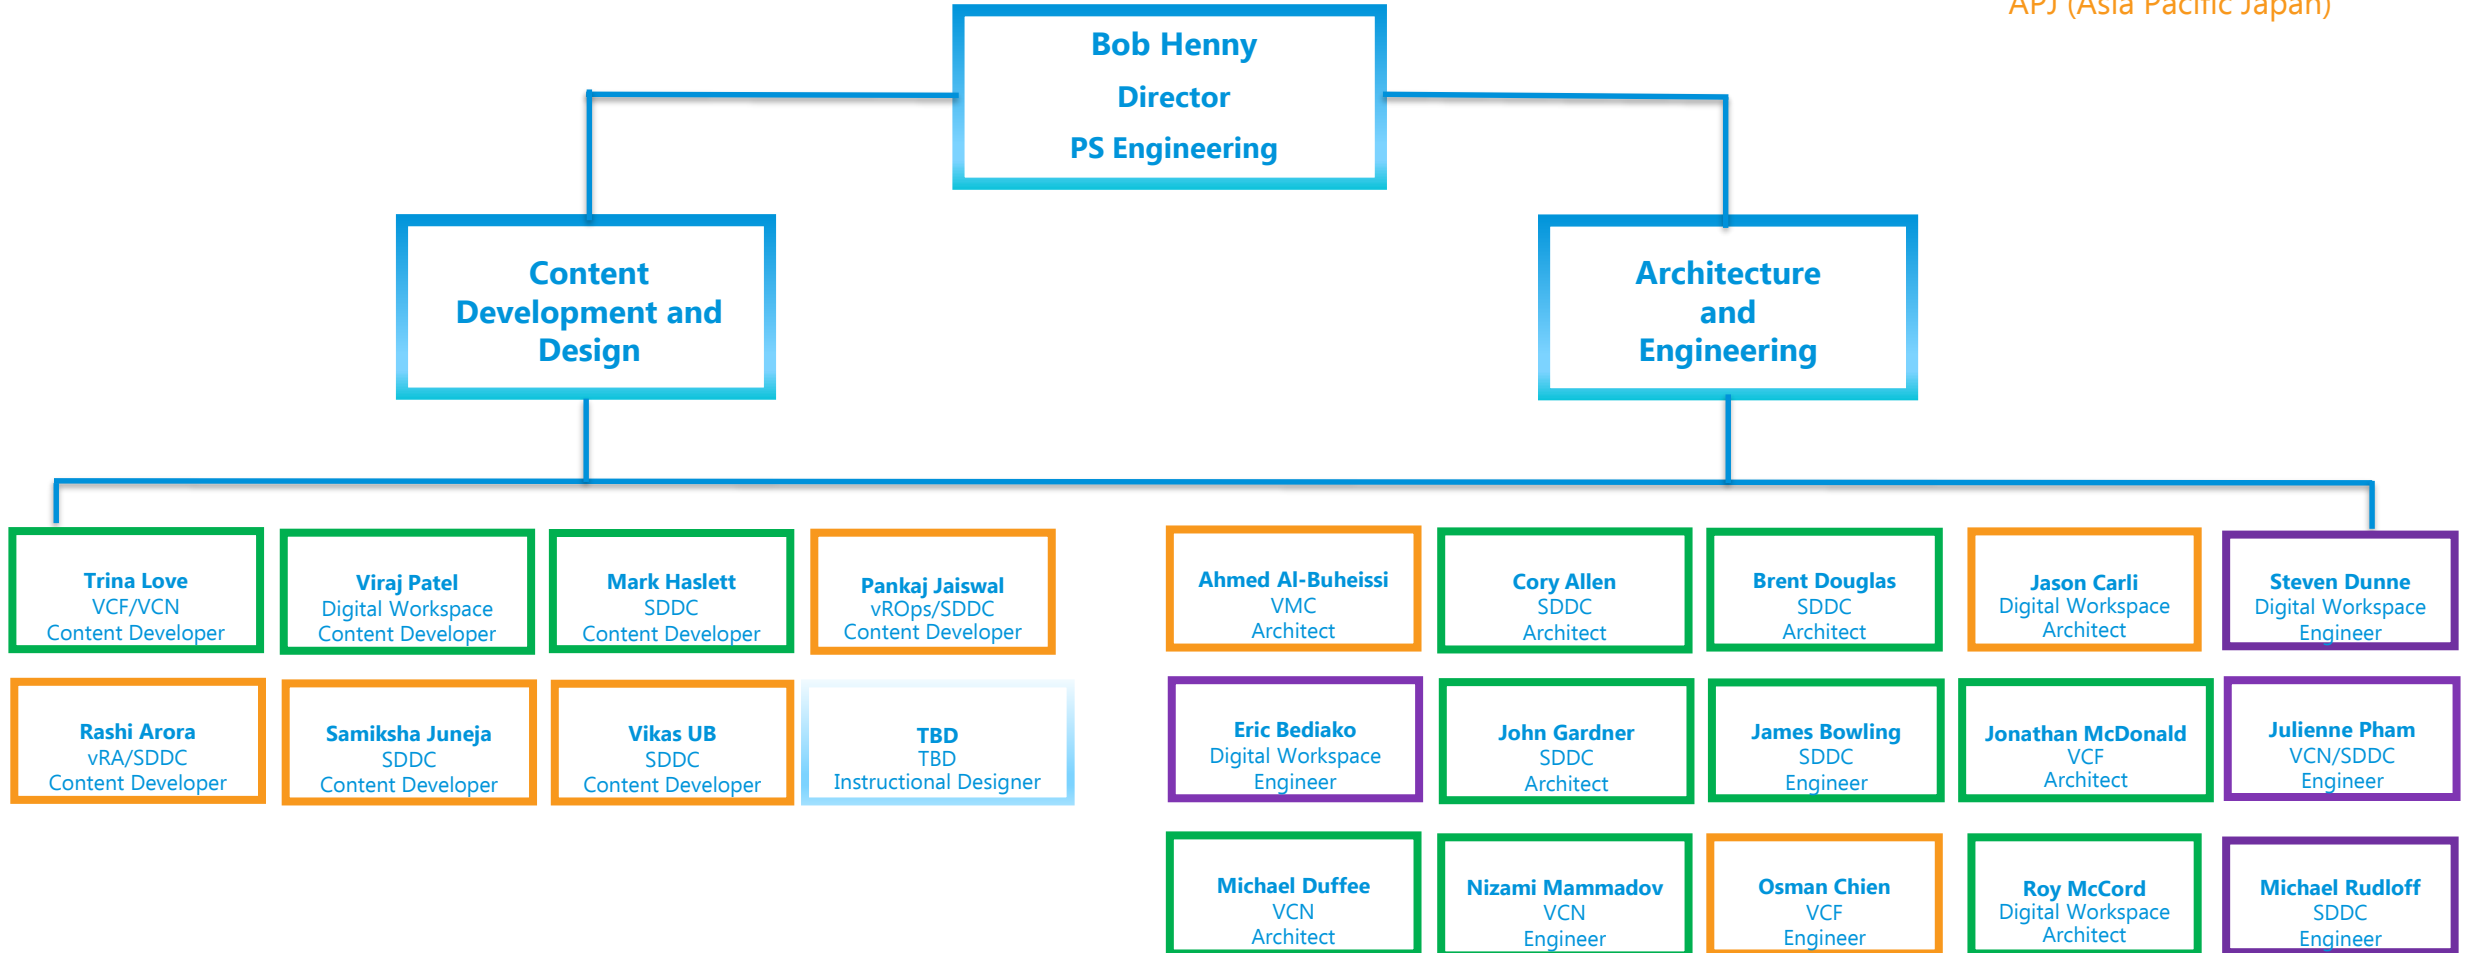 APJ (Asia Pacific Japan)
Bob Henny
Director
PS Engineering
Content
Development and
Design
Architecture
and
Engineering
Trina Love
VCF/VCN
Content Developer
Viraj Patel
Digital Workspace
Content Developer
Mark Haslett
SDDC
Content Developer
Pankaj Jaiswal
vROps/SDDC
Content Developer
Ahmed Al-Buheissi
VMC
Architect
Cory Allen
SDDC
Architect
Brent Douglas
SDDC
Architect
Jason Carli
Digital Workspace
Architect
Steven Dunne
Digital Workspace
Engineer
Rashi Arora
vRA/SDDC
Content Developer
Samiksha Juneja
SDDC
Content Developer
Vikas UB
SDDC
Content Developer
TBD
TBD
Instructional Designer
Eric Bediako
Digital Workspace
Engineer
John Gardner
SDDC
Architect
James Bowling
SDDC
Engineer
Jonathan McDonald
VCF
Architect
Julienne Pham
VCN/SDDC
Engineer
Michael Duffee
VCN
Architect
Nizami Mammadov
VCN
Engineer
Osman Chien
VCF
Engineer
Roy McCord
Digital Workspace
Architect
Michael Rudloff
SDDC
Engineer